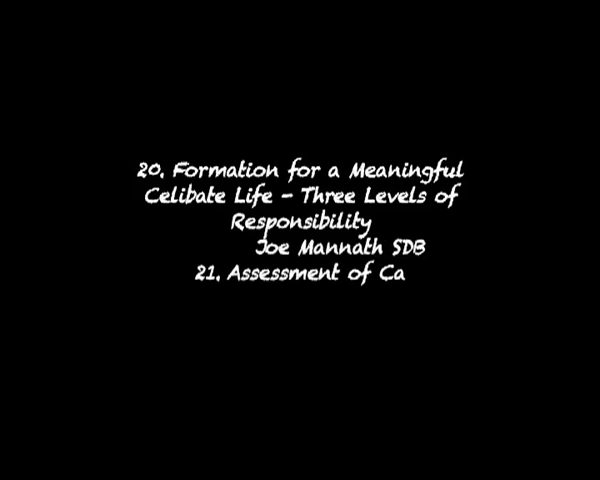 20. Formation for a Meaningful
Celibate Life - Three Levels of
Responsibility
Joe Mannath SDB
21. Assessment of Ca